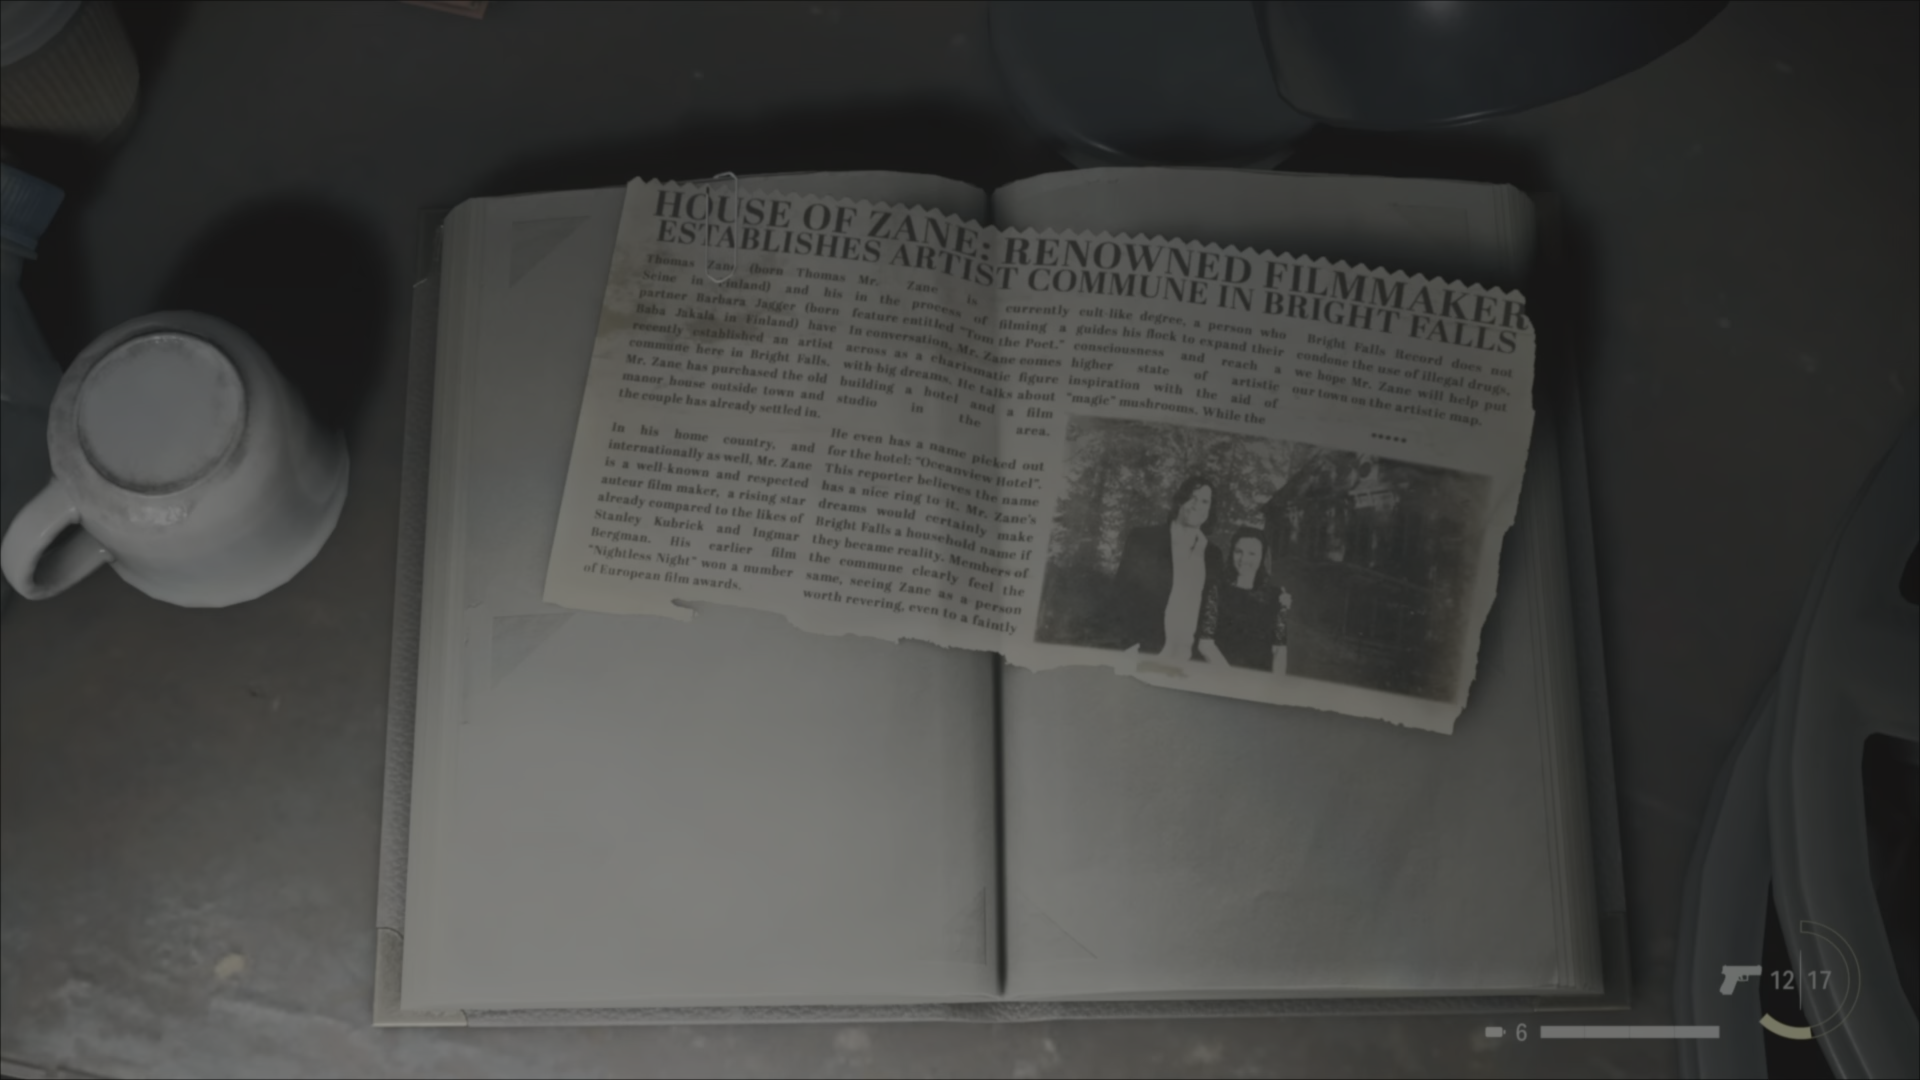 HOUSE OF ZANE: RENOWNED FILMMAKER
ESTABLISHES ARTIST COMMUNE IN BRIGHT FALLS
Thomas Zane (born Thomas
Seine in Finland) and his
partner Barbara Jagger (born
Baba Jakala in Finland) have
recently established an artist
commune here in Bright Falls.
Mr. Zane has purchased the old
manor house outside town and
the couple has already settled in.
In his home country, and
internationally as well, Mr. Zane
is a well-known and respected
auteur film maker, a rising star
already compared to the likes of
Stanley Kubrick and Ingmar
Bergman. His earlier film
"Nightless Night" won a number
of European film awards.
Mr. Zane is currently
in the process of filming a
feature entitled "Tom the Poet."
In conversation, Mr. Zane comes
across as a charismatic figure
with big dreams. He talks about
building a hotel and a film
studio in the area.
He even has a name picked out
for the hotel: "Oceanview Hotel".
This reporter believes the name
has a nice ring to it. Mr. Zane's
dreams would certainly make
Bright Falls a household name if
they became reality. Members of
the commune clearly feel the
same, seeing Zane as a person
worth revering, even to a faintly
cult-like degree, a person who
guides his flock to expand their
consciousness and reach a
higher state of artistic
inspiration with the aid of
"magic" mushrooms. While the
Bright Falls Record does not
condone the use of illegal drugs,
we hope Mr. Zane will help put
our town on the artistic map.
*****
12 17
6